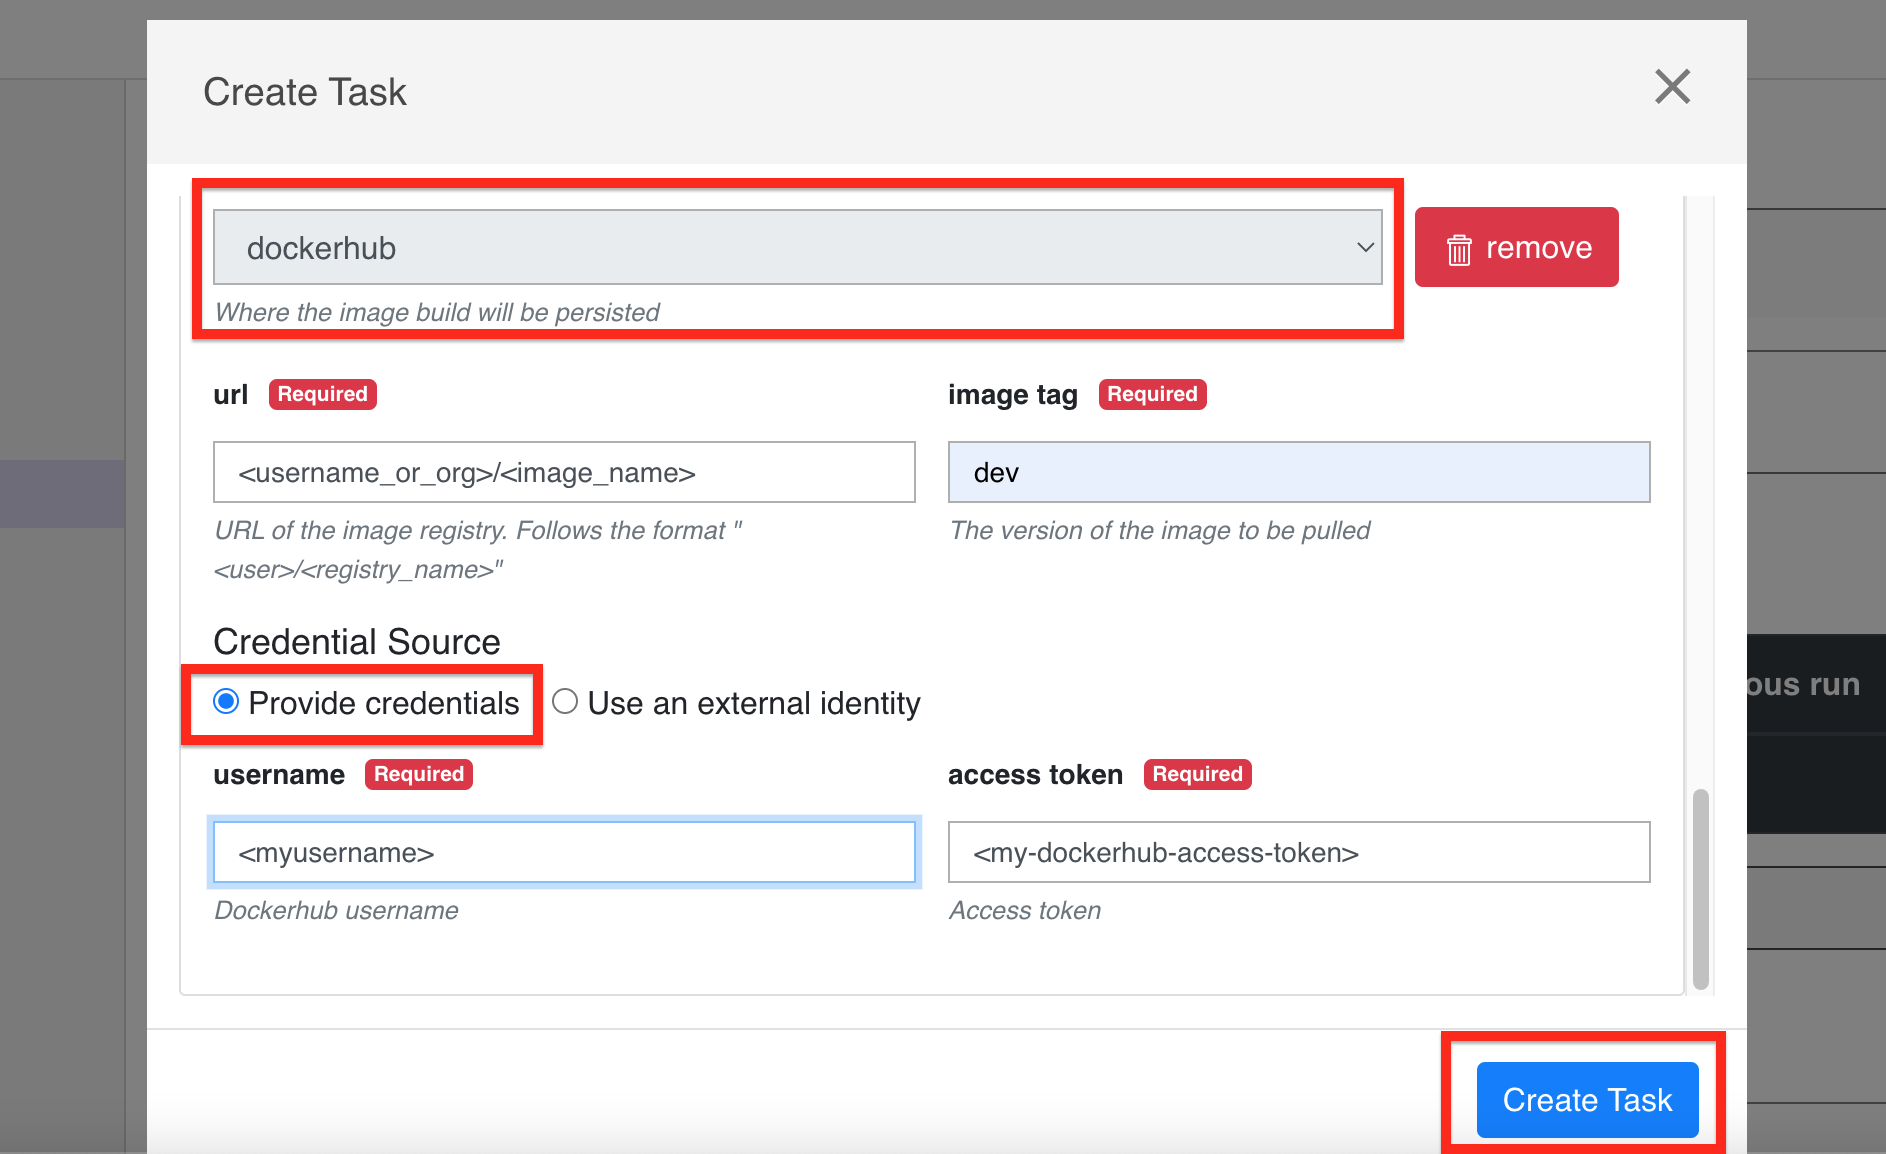 Create Task
dockerhub
remove
Where the image build will be persisted
url Required
image tag Required
<username_or_org>/<image_name>
dev
URL of the image registry. Follows the format "
<user>/<registry_name>"
The version of the image to be pulled
Credential Source
Provide credentials
Use an external identity
ous run
username Required
access token Required
<myusername>
<my-dockerhub-access-token>
Dockerhub username
Access token
Create Task